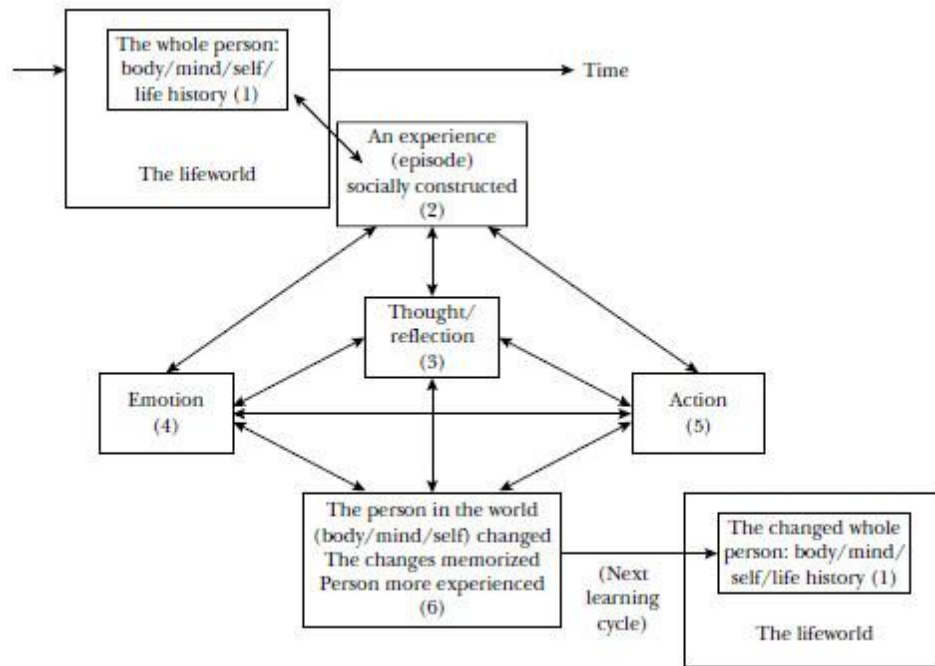 The whole person:
body/mind/self/
life history (1)
Time
The lifeworld
An experience
(episode)
socially constructed
(2)
Thought/
reflection
(3)
Emotion
(4)
Action
(5)
The person in the world
(body/mind/self) changed
The changes memorized
Person more experienced
(6)
(Next
learning
cycle)
The changed whole
person: body/mind/
self/life history (1)
The lifeworld